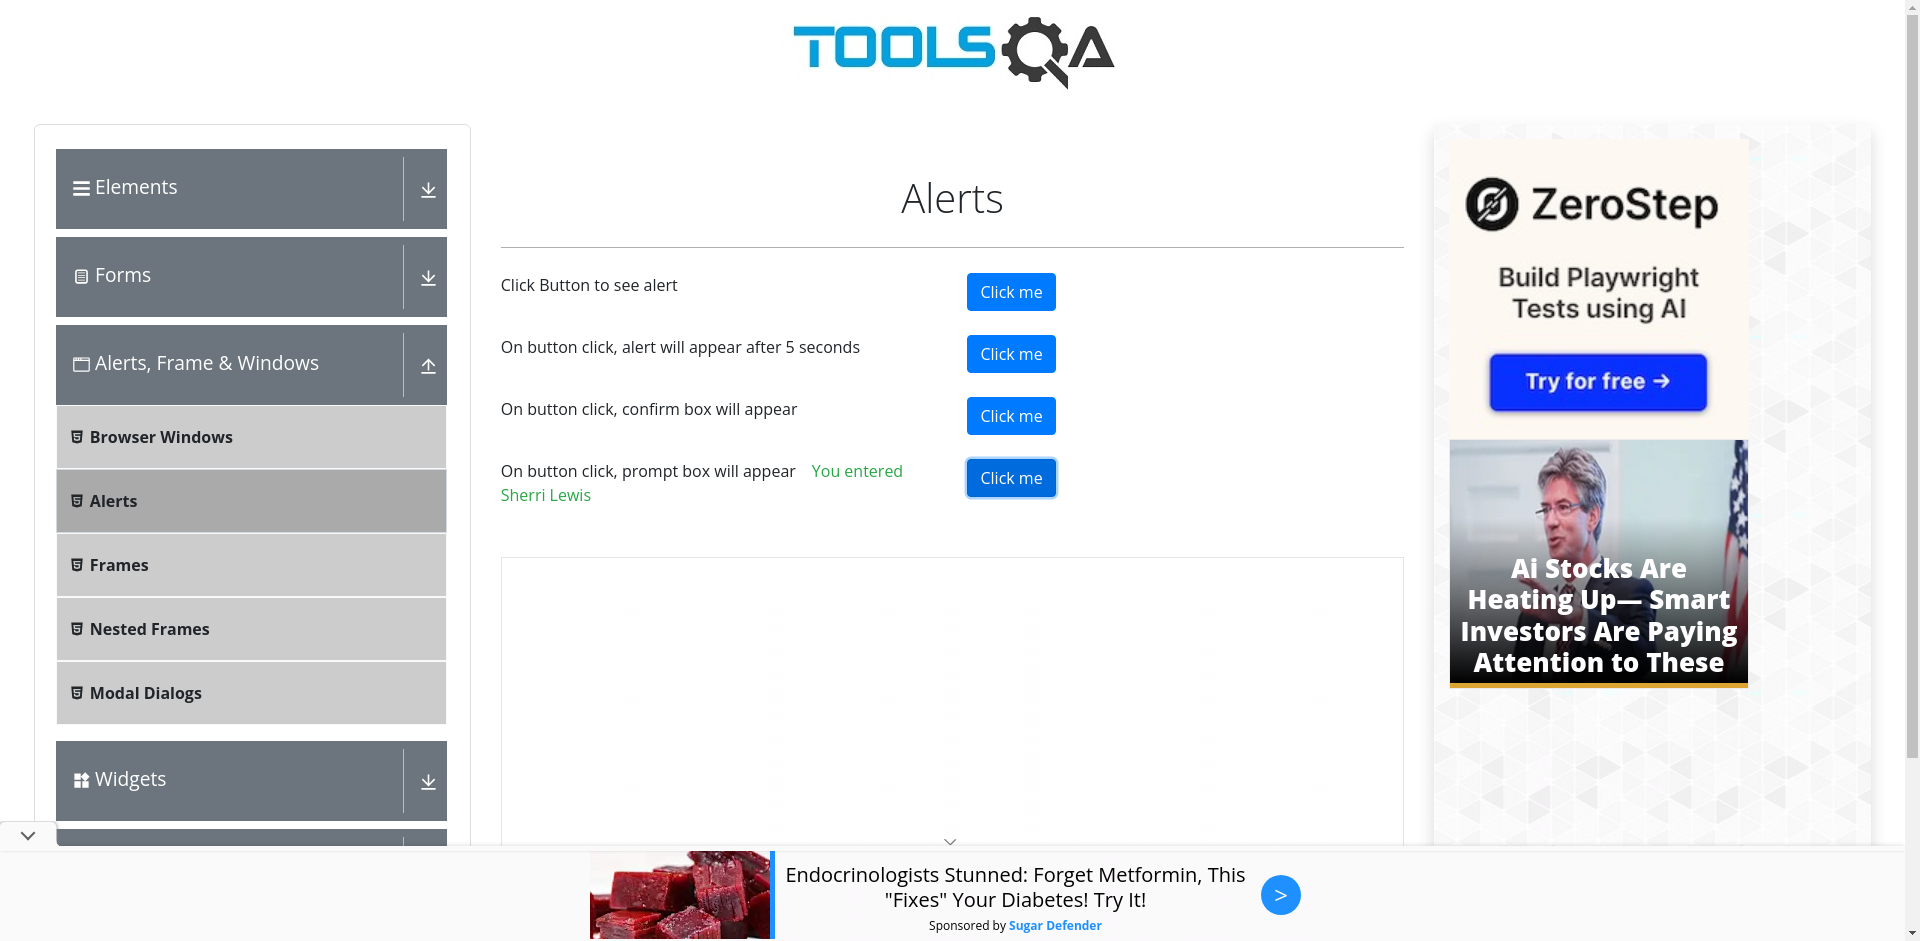 TOOLSQA
Elements
Forms
Alerts, Frame & Windows
Browser Windows
Alerts
Frames
Nested Frames
Modal Dialogs
Widgets
Alerts
Click Button to see alert
Click me
On button click, alert will appear after 5 seconds
Click me
On button click, confirm box will appear
Click me
On button click, prompt box will appear You entered
Sherri Lewis
Click me
ZeroStep
Build Playwright
Tests using AI
Try for free →
Ai Stocks Are
Heating Up— Smart
Investors Are Paying
Attention to These
Endocrinologists Stunned: Forget Metformin, This
"Fixes" Your Diabetes! Try It!
Sponsored by Sugar Defender
>